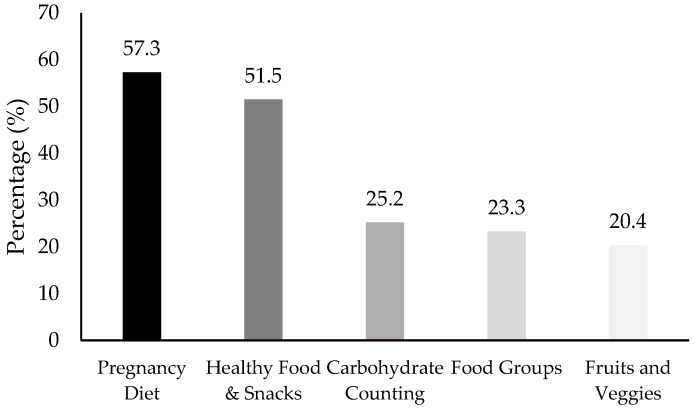 70
60
50
40
30
20
10
0
Percentage (%)
57.3
51.5
25.2
23.3
20.4
Pregnancy
Diet
Healthy Food
& Snacks
Carbohydrate
Counting
Food Groups
Fruits and
Veggies